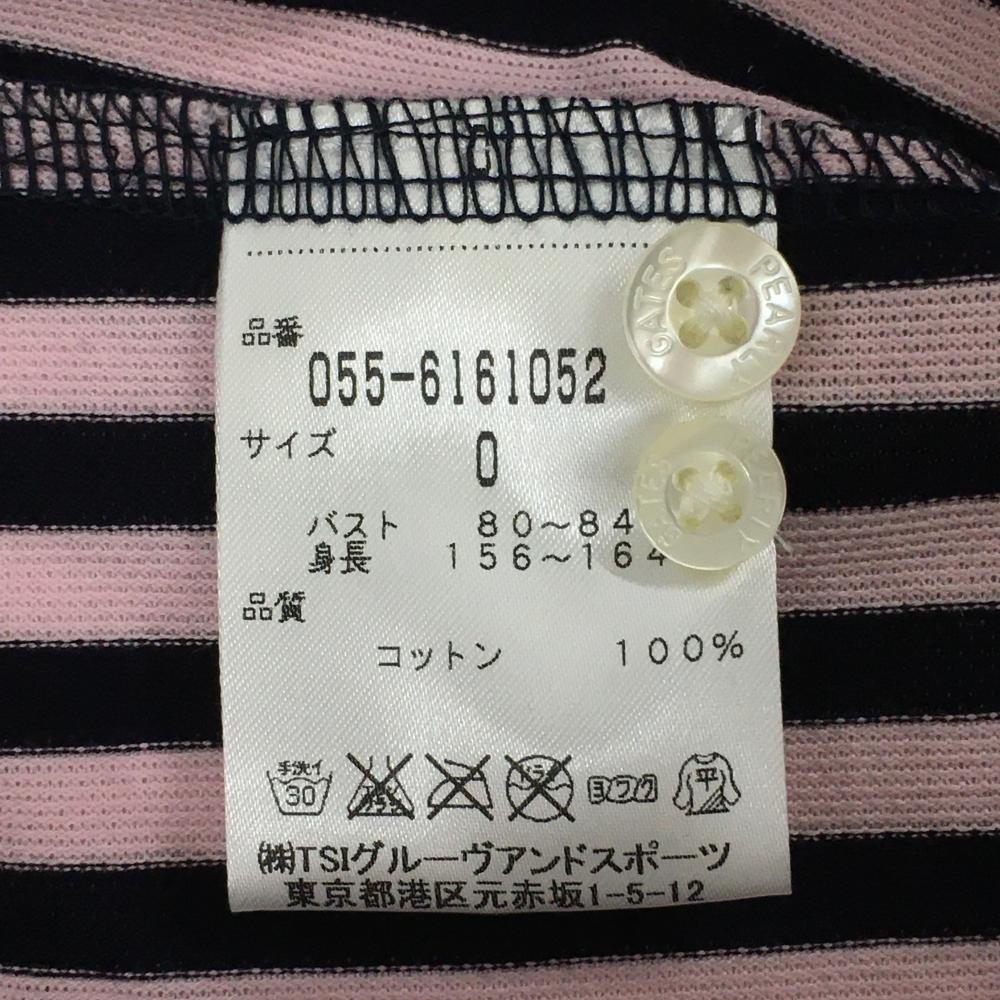 品番
055-6161052
サイズ
0
バスト 80~84
身長 156~164
品質
コットン 100%
手洗イ
30
平
㈱TSIグルーヴアンドスポーツ
東京都港区元赤坂1-5-12
PEARLY GATES